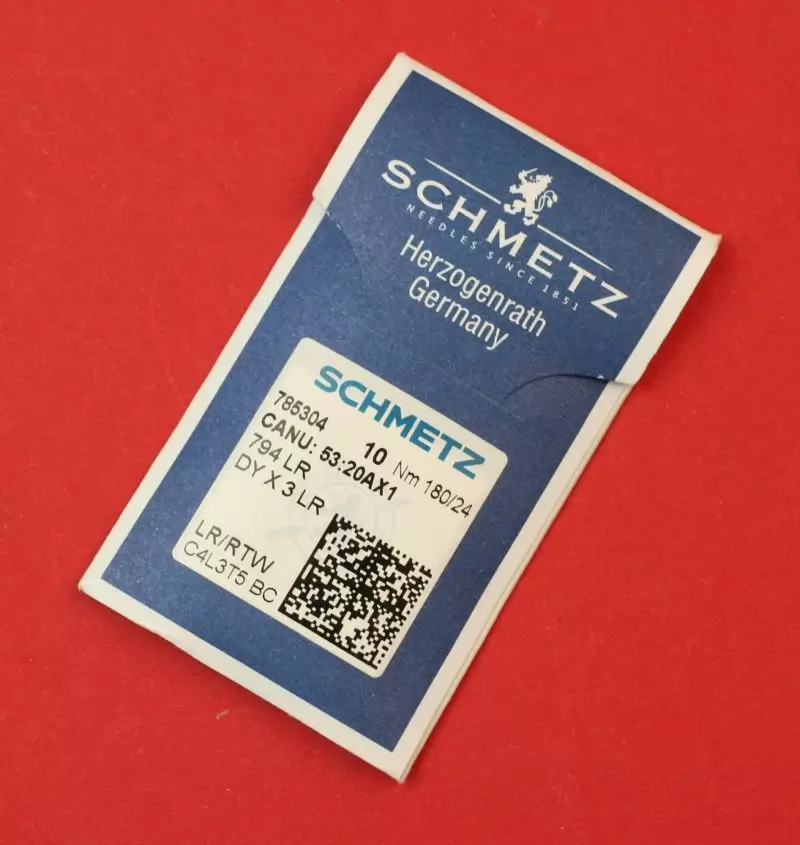 SCHMETZ
NEEDLES SINCE 1851
Herzogenrath
Germany
SCHMETZ
785304 10 Nm 180/24
CANU: 53:20AX1
794 LR
DY X 3 LR
LR/RTW
C4L3T5 BC